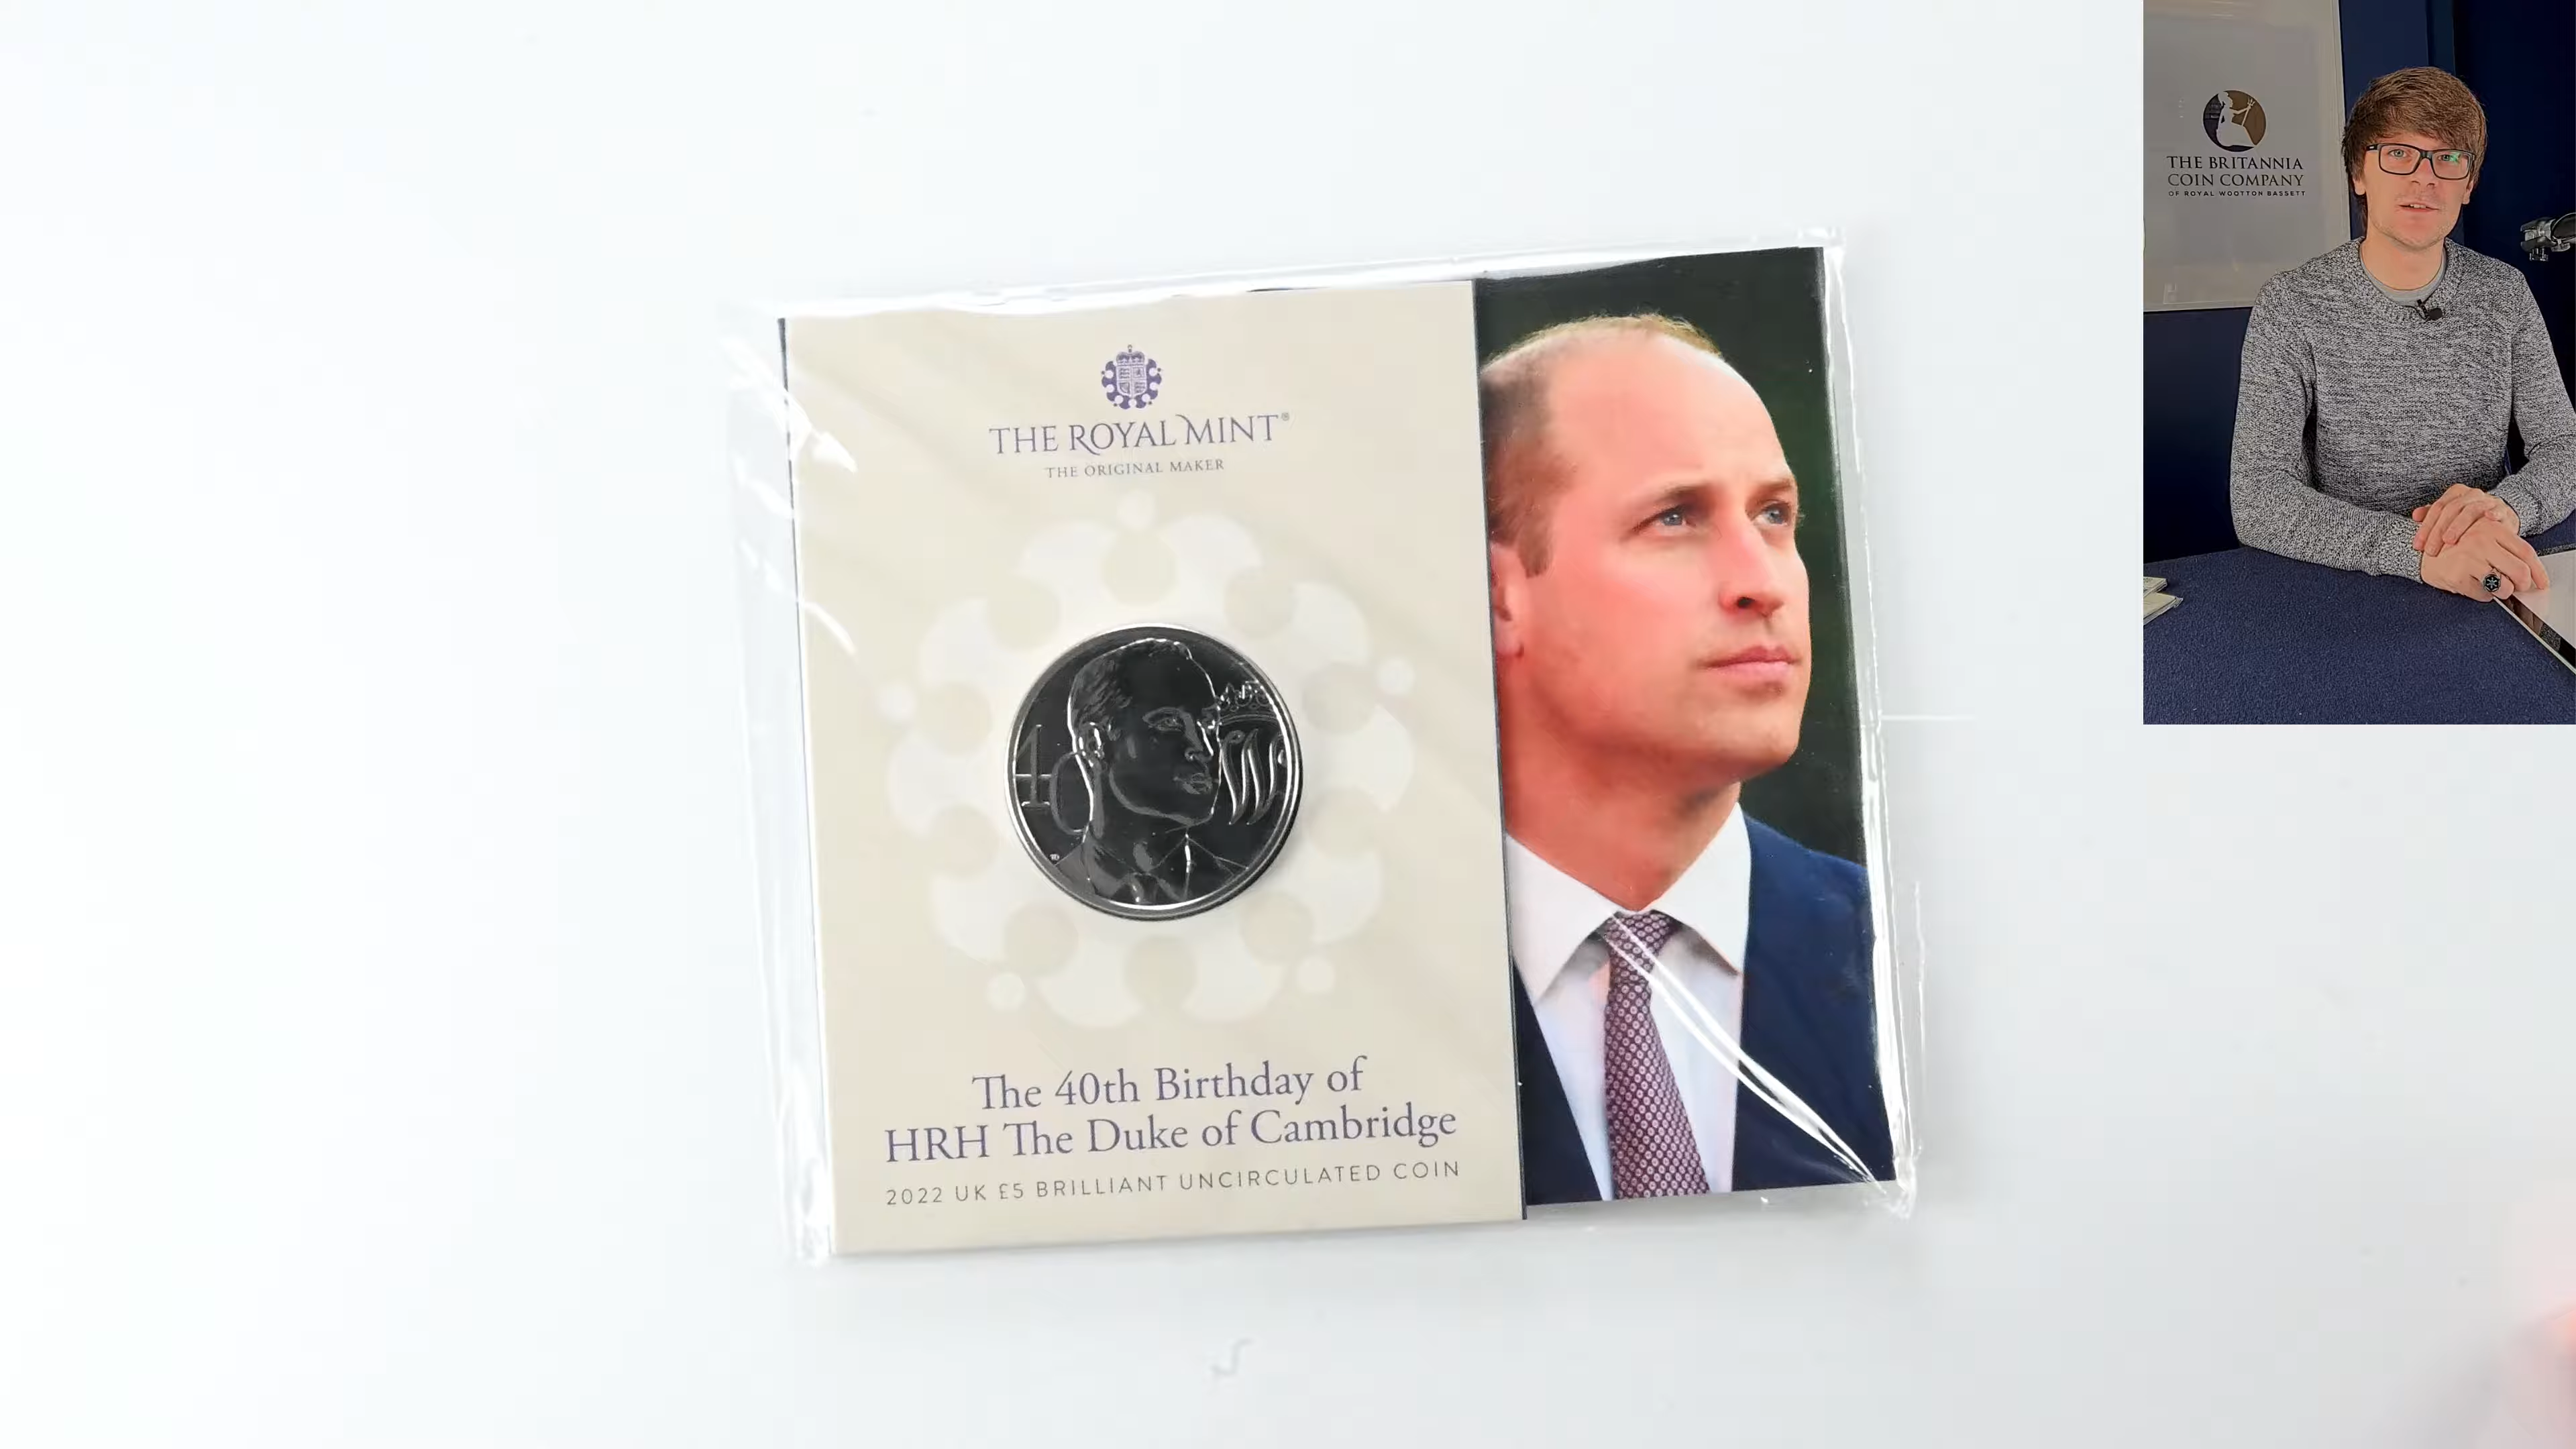 THE ROYAL MINT®
THE ORIGINAL MAKER
40
W
The 40th Birthday of
HRH The Duke of Cambridge
2022 UK £5 BRILLIANT UNCIRCULATED COIN
THE BRITANNIA
COIN COMPANY
OF ROYAL WOOTTON BASSETT